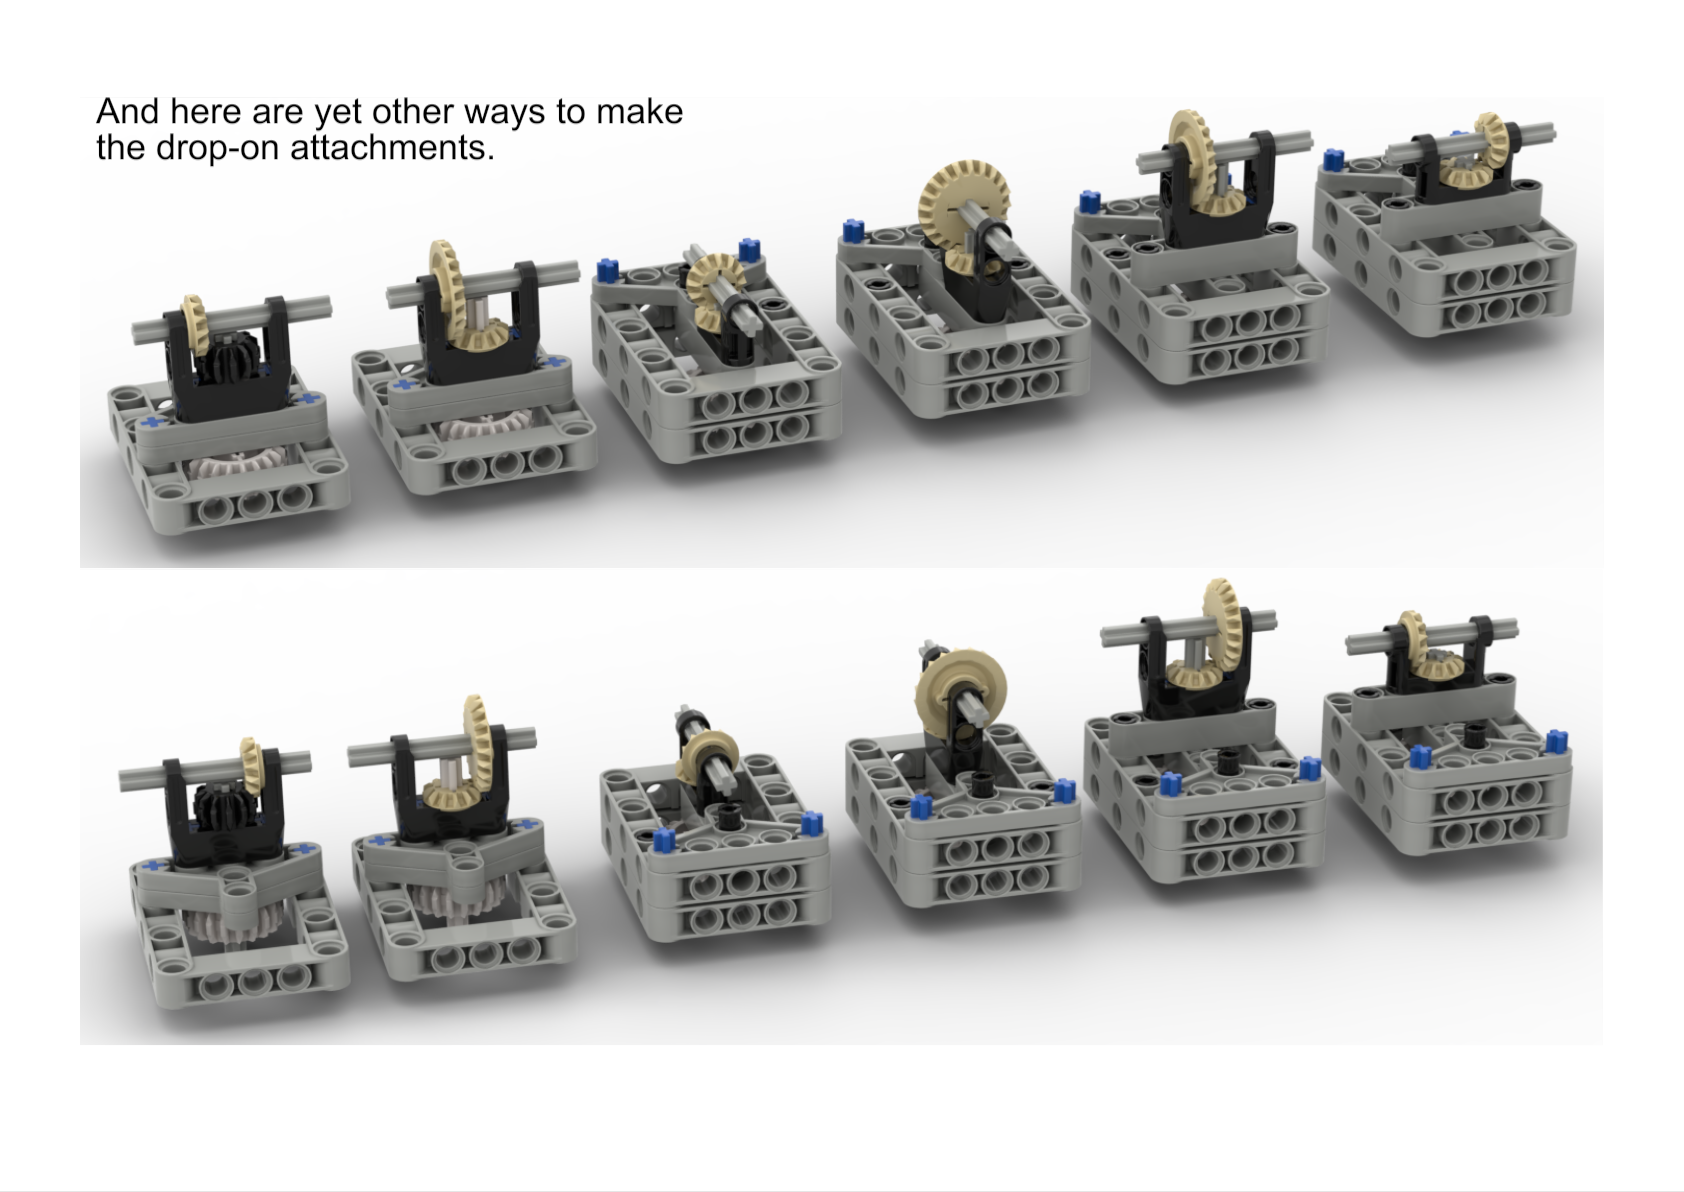 And here are yet other ways to make
the drop-on attachments.